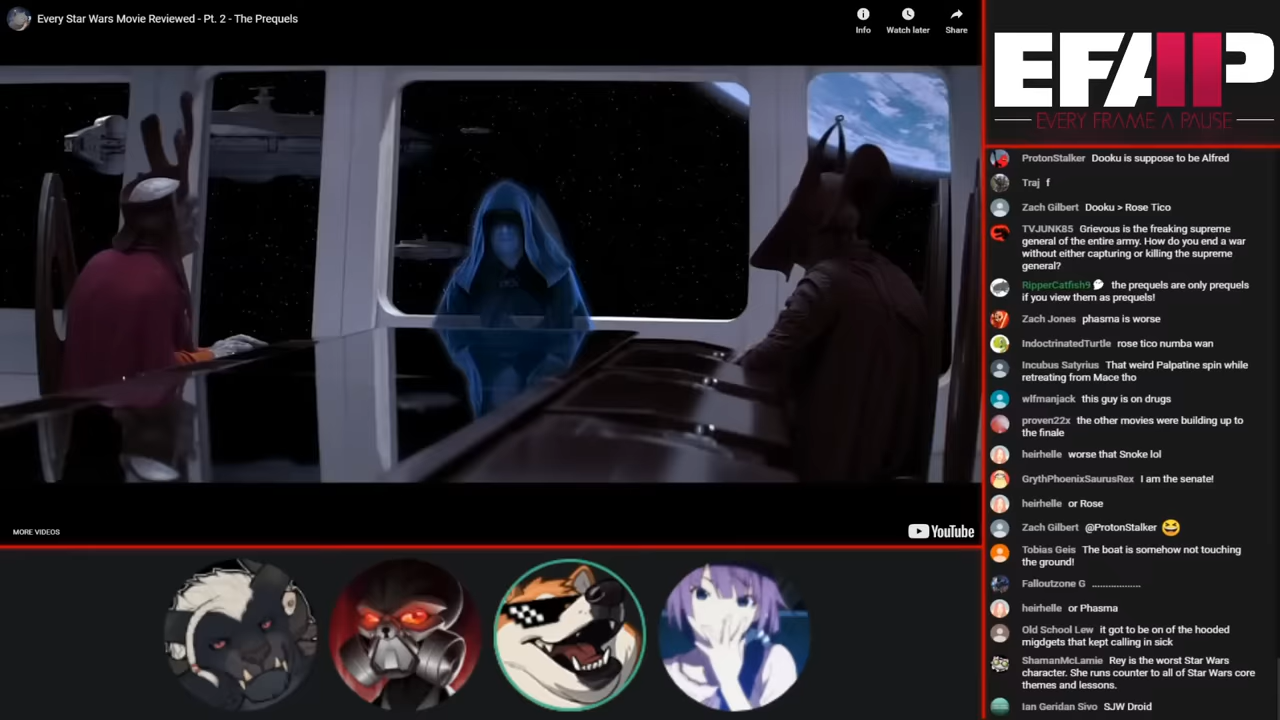 Every Star Wars Movie Reviewed - Pt. 2 - The Prequels
Info
Watch later
Share
MORE VIDEOS
YouTube
EFAP
EVERY FRAME A PAUSE
ProtonStalker Dooku is suppose to be Alfred
Traj f
Zach Gilbert Dooku > Rose Tico
TVJUNK85 Grievous is the freaking supreme
general of the entire army. How do you end a war
without either capturing or killing the supreme
general?
RipperCatfish9 the prequels are only prequels
if you view them as prequels!
Zach Jones phasma is worse
IndoctrinatedTurtle rose tico numba wan
Incubus Satyrius That weird Palpatine spin while
retreating from Mace tho
wlfmanjack this guy is on drugs
proven22x the other movies were building up to
the finale
heirhelle worse that Snoke lol
GrythPhoenixSaurusRex I am the senate!
heirhelle or Rose
Zach Gilbert @ProtonStalker 😆
Tobias Geis The boat is somehow not touching
the ground!
Falloutzone G ..................
heirhelle or Phasma
Old School Lew it got to be on of the hooded
migdgets that kept calling in sick
ShamanMcLamie Rey is the worst Star Wars
character. She runs counter to all of Star Wars core
themes and lessons.
Ian Geridan Sivo SJW Droid